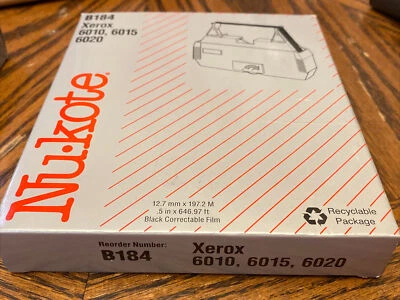 B184
Xerox
6010, 6015
6020
Nu-kote
12.7 mm x 197.2 M
.5 in x 646.97 ft
Black Correctable Film
Recyclable
Package
Reorder Number:
B184
Xerox
6010, 6015, 6020